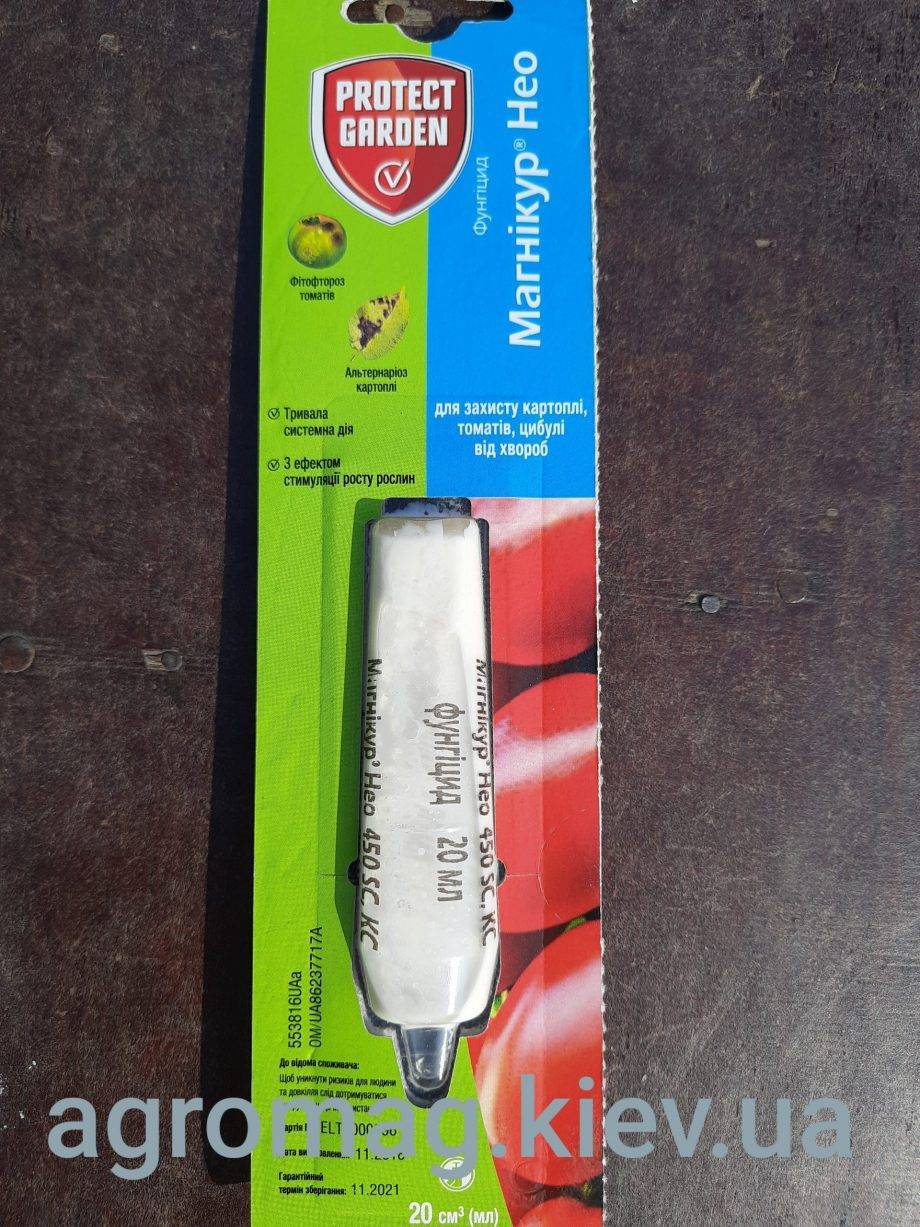 PROTECT
GARDEN
Фунгіцид
Магнікур® Нео
Фітофтороз
томатів
Альтернаріоз
картоплі
Тривала
системна дія
З ефектом
стимуляції росту рослин
для захисту картоплі,
томатів, цибулі
від хвороб
Магнікур® Нео 450 SC, КС
фунгіцид 20 мл
Магнікур® Нео 450 SC, КС
553816UAa
0M/UA86237717A
До відома споживача:
Щоб уникнути ризиків для людини
та довкілля слід дотримуватися
agromag.kiev.ua
Гарантійний
термін зберігання: 11.2021
20 см³ (мл)